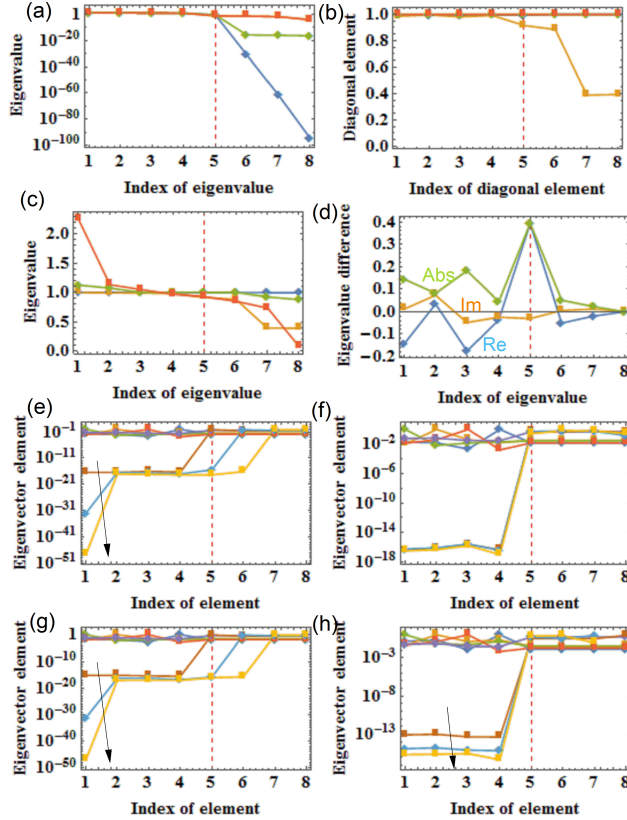 (a)
Eigenvalue
1
10^-20
10^-40
10^-60
10^-80
10^-100
1 2 3 4 5 6 7 8
Index of eigenvalue
(b)
Diagonal element
1.0
0.8
0.6
0.4
0.2
0.0
1 2 3 4 5 6 7 8
Index of diagonal element
(c)
Eigenvalue
2.0
1.5
1.0
0.5
0.0
1 2 3 4 5 6 7 8
Index of eigenvalue
(d)
Eigenvalue difference
0.4
0.3
0.2
0.1
0.0
-0.1
-0.2
Abs
Im
Re
1 2 3 4 5 6 7 8
Index of eigenvalue
(e)
Eigenvector element
10^-1
10^-11
10^-21
10^-31
10^-41
10^-51
1 2 3 4 5 6 7 8
Index of element
(f)
Eigenvector element
10^-2
10^-6
10^-10
10^-14
10^-18
1 2 3 4 5 6 7 8
Index of element
(g)
Eigenvector element
1
10^-10
10^-20
10^-30
10^-40
10^-50
1 2 3 4 5 6 7 8
Index of element
(h)
Eigenvector element
10^-3
10^-8
10^-13
1 2 3 4 5 6 7 8
Index of element